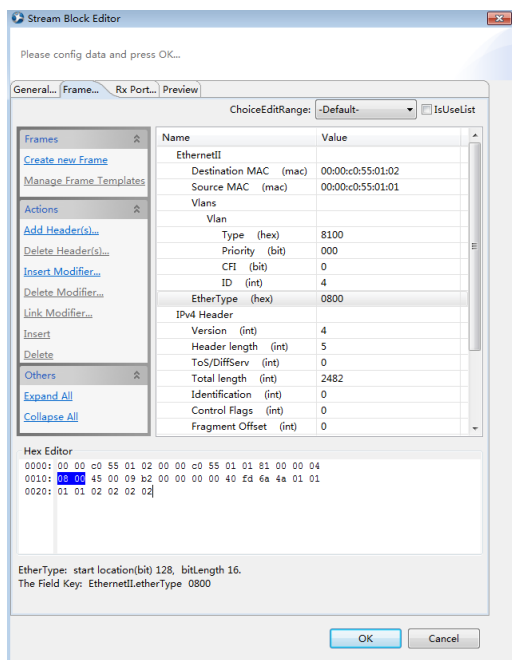 Stream Block Editor
Please config data and press OK...
General... Frame... Rx Port... Preview
ChoiceEditRange: -Default- IsUseList
Frames
Create new Frame
Manage Frame Templates
Actions
Add Header(s)...
Delete Header(s)...
Insert Modifier...
Delete Modifier...
Link Modifier...
Insert
Delete
Others
Expand All
Collapse All
Name Value
EthernetII
Destination MAC (mac) 00:00:c0:55:01:02
Source MAC (mac) 00:00:c0:55:01:01
Vlans
Vlan
Type (hex) 8100
Priority (bit) 000
CFI (bit) 0
ID (int) 4
EtherType (hex) 0800
IPv4 Header
Version (int) 4
Header length (int) 5
ToS/DiffServ (int) 0
Total length (int) 2482
Identification (int) 0
Control Flags (int) 0
Fragment Offset (int) 0
Hex Editor
0000: 00 00 c0 55 01 02 00 00 c0 55 01 01 81 00 00 04
0010: 08 00 45 00 09 b2 00 00 00 00 40 fd 6a 4a 01 01
0020: 01 01 02 02 02 02
EtherType: start location(bit) 128, bitLength 16.
The Field Key: EthernetII.etherType 0800
OK Cancel